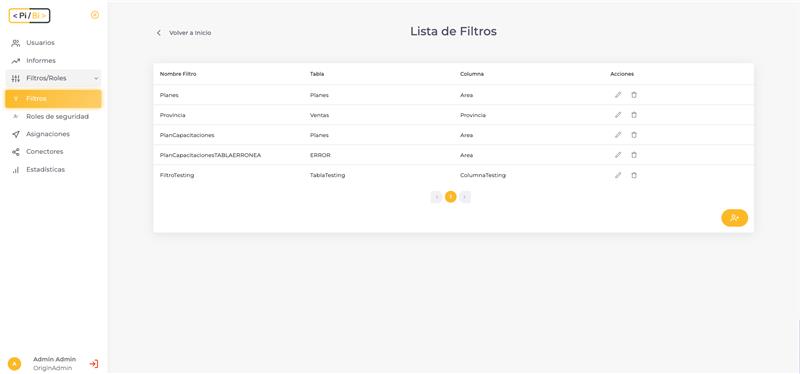 < Pi / Bi >
Usuarios
Informes
Filtros/Roles
Filtros
Roles de seguridad
Asignaciones
Conectores
Estadísticas
Admin Admin
OriginAdmin
A
Volver a Inicio
Lista de Filtros
Nombre Filtro Tabla Columna Acciones
Planes Planes Area
Provincia Ventas Provincia
PlanCapacitaciones Planes Area
PlanCapacitacionesTABLAERRONEA ERROR Area
FiltroTesting TablaTesting ColumnaTesting
‹ 1 ›